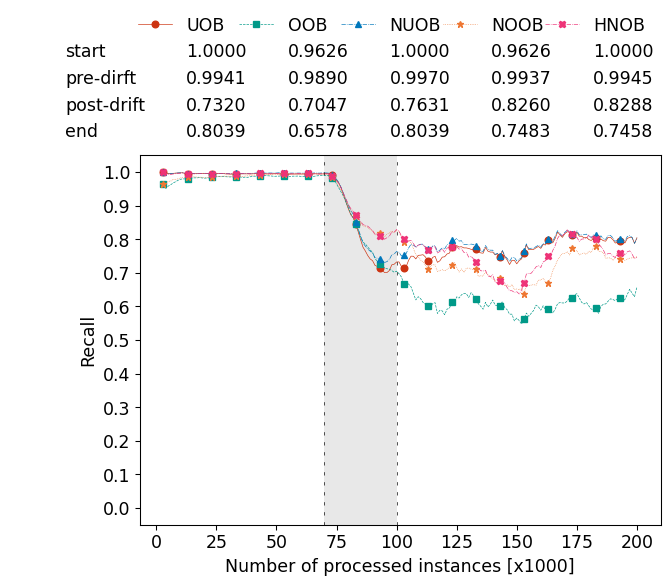 UOB OOB NUOB NOOB HNOB
start 1.0000 0.9626 1.0000 0.9626 1.0000
pre-dirft 0.9941 0.9890 0.9970 0.9937 0.9945
post-drift 0.7320 0.7047 0.7631 0.8260 0.8288
end 0.8039 0.6578 0.8039 0.7483 0.7458
1.0
0.9
0.8
0.7
0.6
0.5
0.4
0.3
0.2
0.1
0.0
Recall
0 25 50 75 100 125 150 175 200
Number of processed instances [x1000]